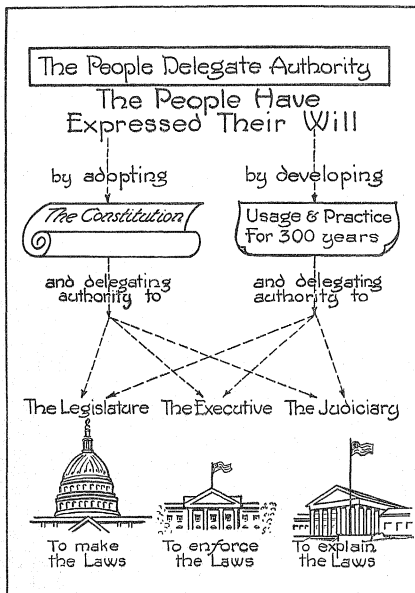 The People Delegate Authority
The People Have
Expressed Their Will
by adopting
by developing
The Constitution
Usage & Practice
For 300 years
and delegating
authority to
and delegating
authority to
The Legislature
The Executive
The Judiciary
To make
the Laws
To enforce
the Laws
To explain
the Laws